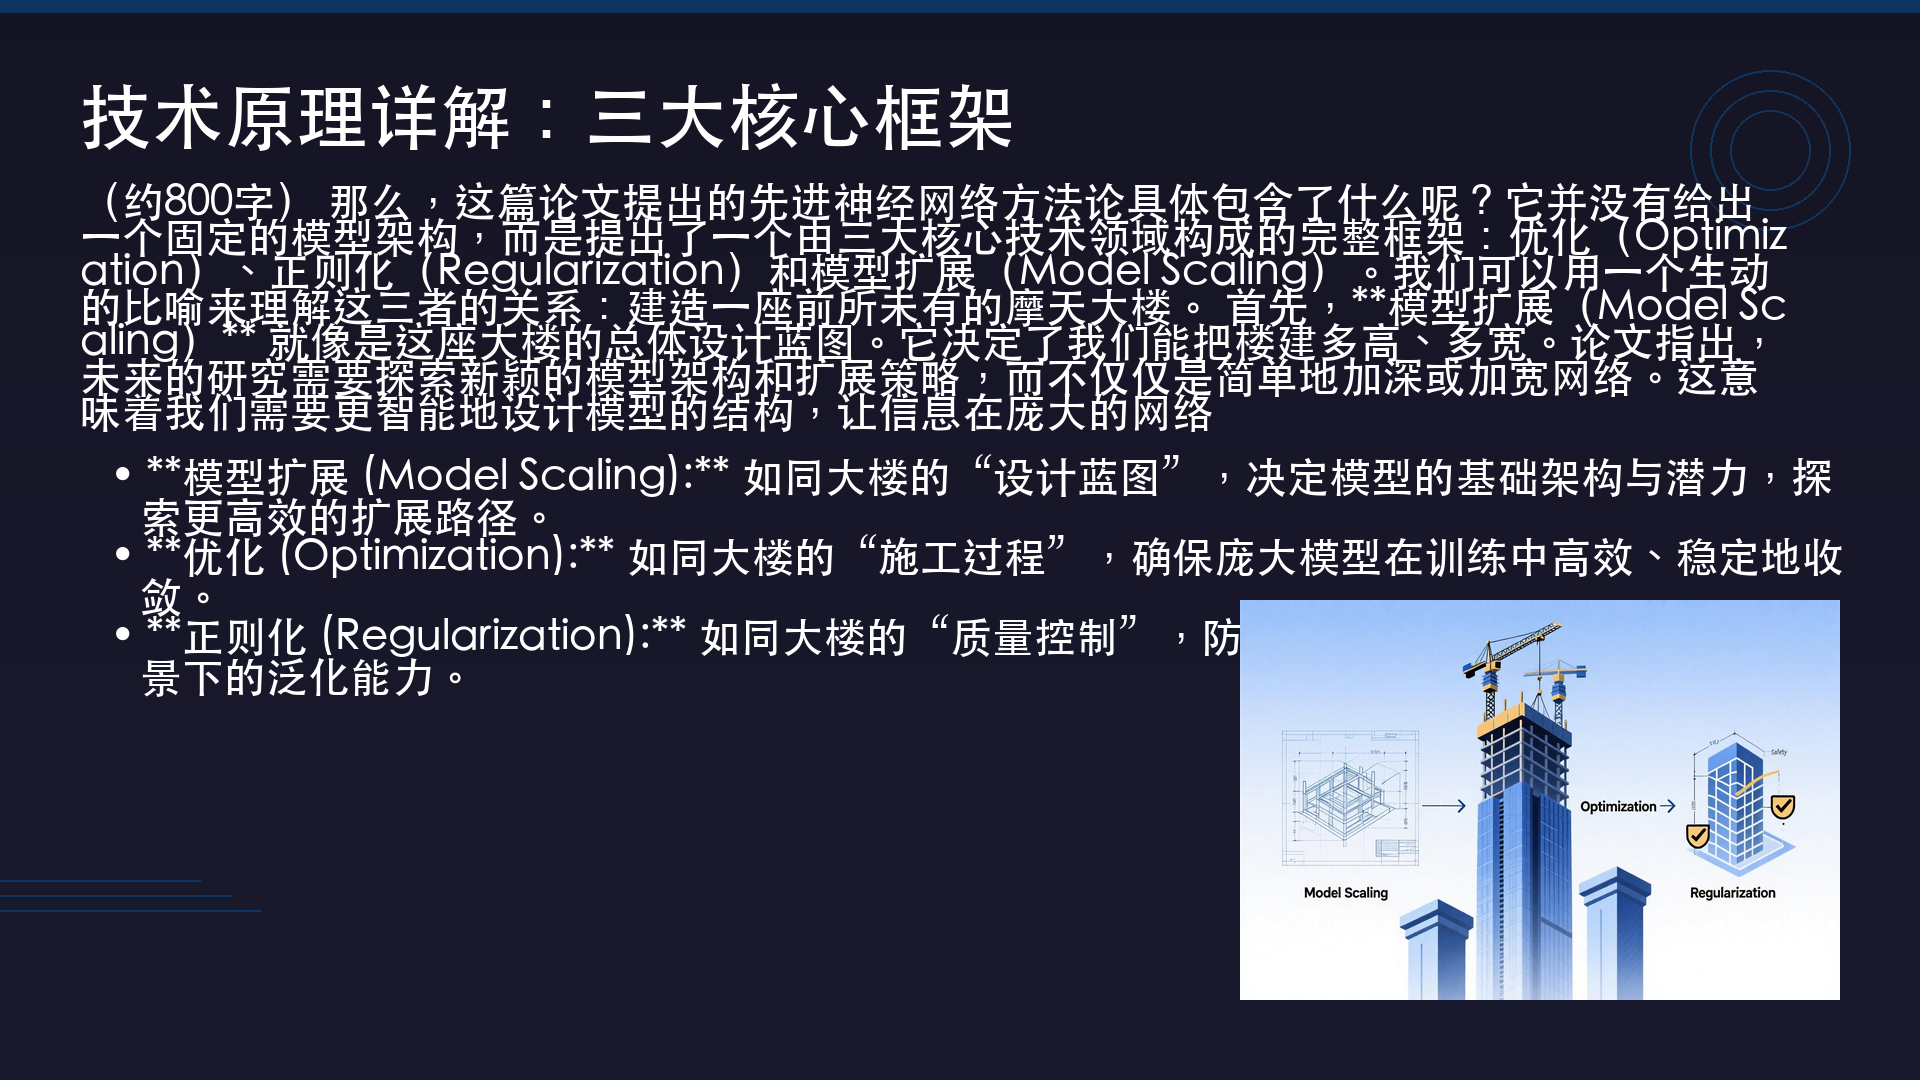 技术原理详解：三大核心框架
（约800字） 那么，这篇论文提出的先进神经网络方法论具体包含了什么呢？它并没有给出
一个固定的模型架构，而是提出了一个由三大核心技术领域构成的完整框架：优化（Optimiz
ation）、正则化（Regularization）和模型扩展（Model Scaling）。我们可以用一个生动
的比喻来理解这三者的关系：建造一座前所未有的摩天大楼。 首先，**模型扩展（Model Sc
aling）** 就像是这座大楼的总体设计蓝图。它决定了我们能把楼建多高、多宽。论文指出，
未来的研究需要探索新颖的模型架构和扩展策略，而不仅仅是简单地加深或加宽网络。这意
味着我们需要更智能地设计模型的结构，让信息在庞大的网络
• **模型扩展 (Model Scaling):** 如同大楼的“设计蓝图”，决定模型的基础架构与潜力，探
索更高效的扩展路径。
• **优化 (Optimization):** 如同大楼的“施工过程”，确保庞大模型在训练中高效、稳定地收
敛。
• **正则化 (Regularization):** 如同大楼的“质量控制”，防
景下的泛化能力。
Safety
Optimization
Model Scaling
Regularization